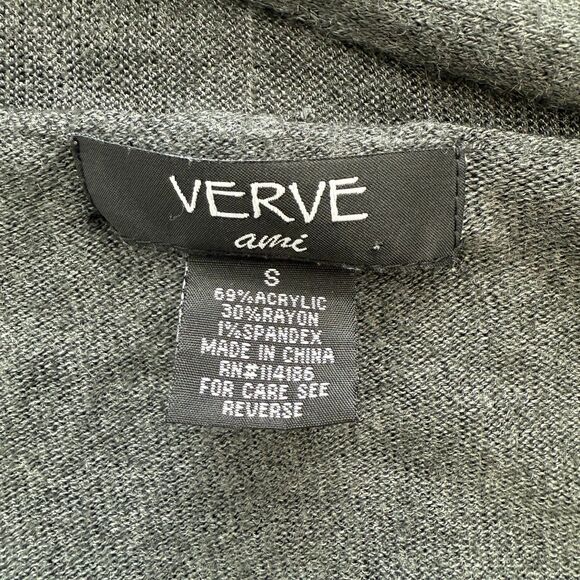 VERVE
ami
S
69%ACRYLIC
30%RAYON
1%SPANDEX
MADE IN CHINA
RN#114186
FOR CARE SEE
REVERSE